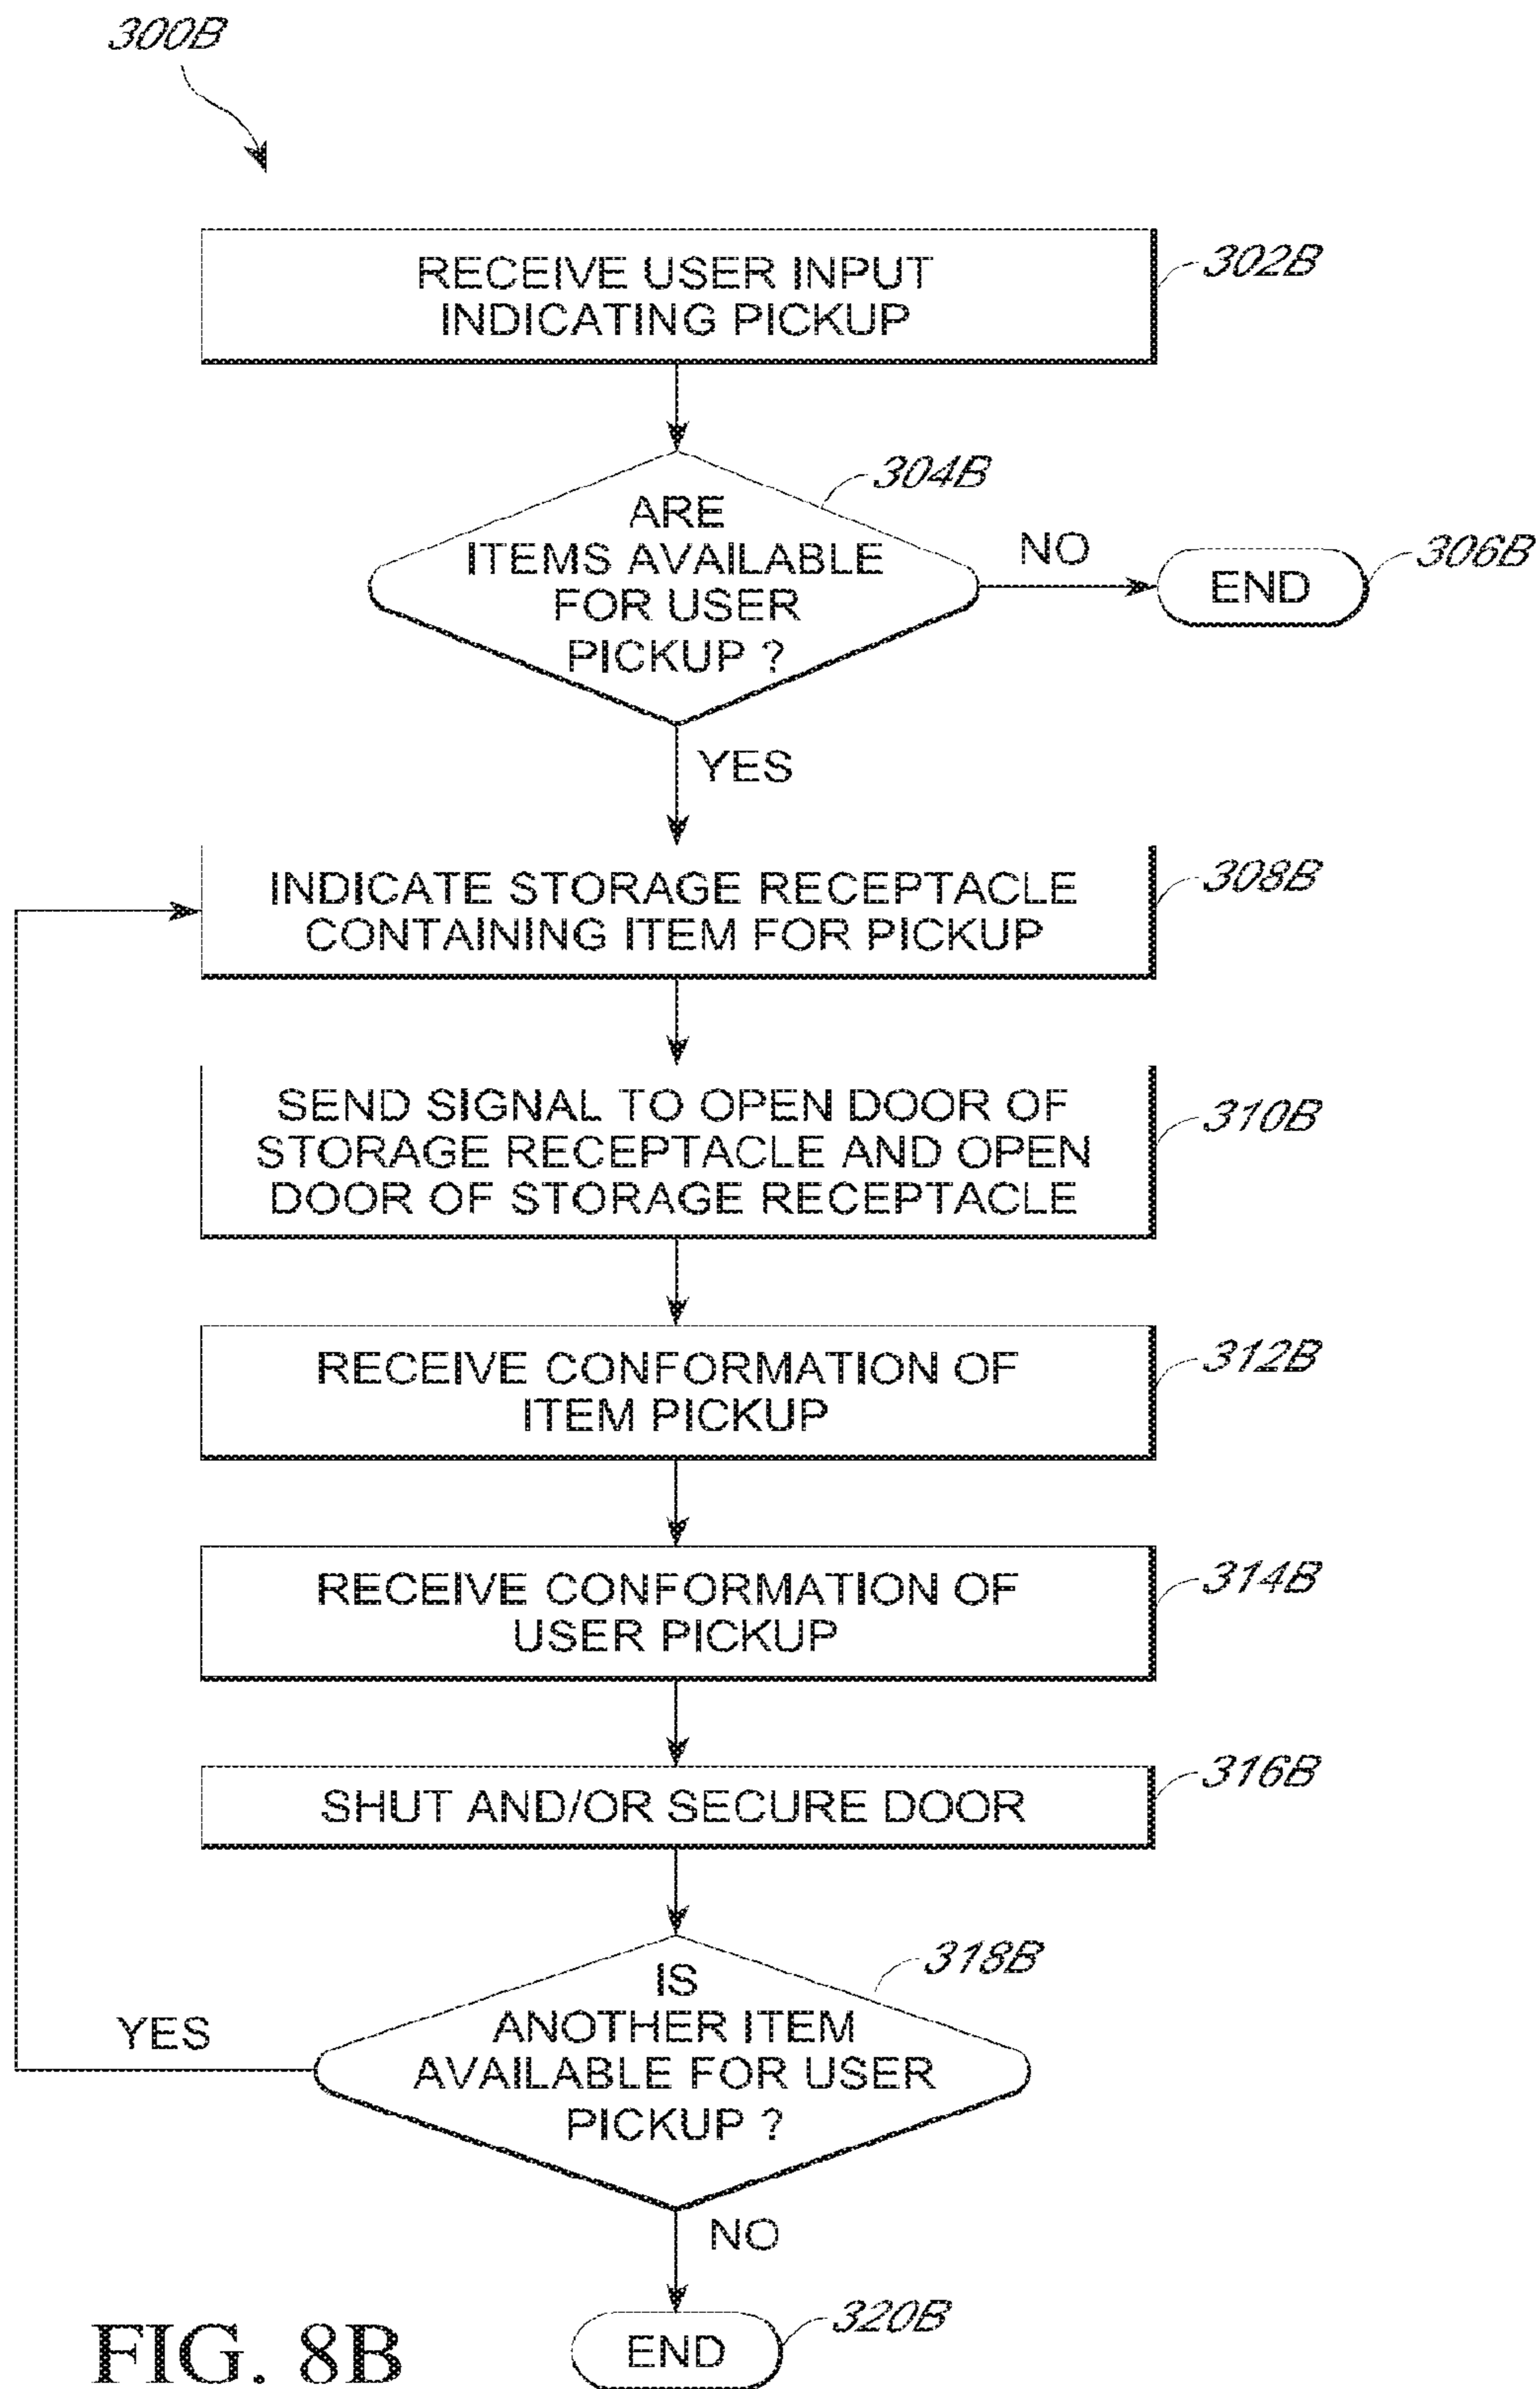 300B
RECEIVE USER INPUT
INDICATING PICKUP
302B
304B
ARE
ITEMS AVAILABLE
FOR USER
PICKUP ?
NO
END
306B
YES
INDICATE STORAGE RECEPTACLE
CONTAINING ITEM FOR PICKUP
308B
SEND SIGNAL TO OPEN DOOR OF
STORAGE RECEPTACLE AND OPEN
DOOR OF STORAGE RECEPTACLE
310B
RECEIVE CONFORMATION OF
ITEM PICKUP
312B
RECEIVE CONFORMATION OF
USER PICKUP
314B
SHUT AND/OR SECURE DOOR
316B
318B
IS
ANOTHER ITEM
AVAILABLE FOR USER
PICKUP ?
YES
NO
END
320B
FIG. 8B